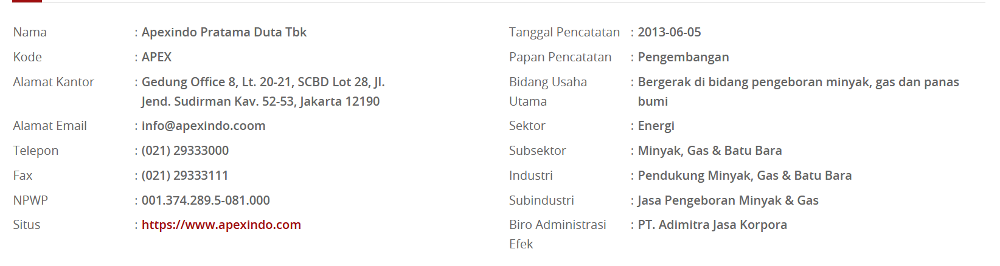 Nama : Apexindo Pratama Duta Tbk
Kode : APEX
Alamat Kantor : Gedung Office 8, Lt. 20-21, SCBD Lot 28, Jl.
Jend. Sudirman Kav. 52-53, Jakarta 12190
Alamat Email : info@apexindo.coom
Telepon : (021) 29333000
Fax : (021) 29333111
NPWP : 001.374.289.5-081.000
Situs : https://www.apexindo.com
Tanggal Pencatatan : 2013-06-05
Papan Pencatatan : Pengembangan
Bidang Usaha : Bergerak di bidang pengeboran minyak, gas dan panas
Utama bumi
Sektor : Energi
Subsektor : Minyak, Gas & Batu Bara
Industri : Pendukung Minyak, Gas & Batu Bara
Subindustri : Jasa Pengeboran Minyak & Gas
Biro Administrasi : PT. Adimitra Jasa Korpora
Efek